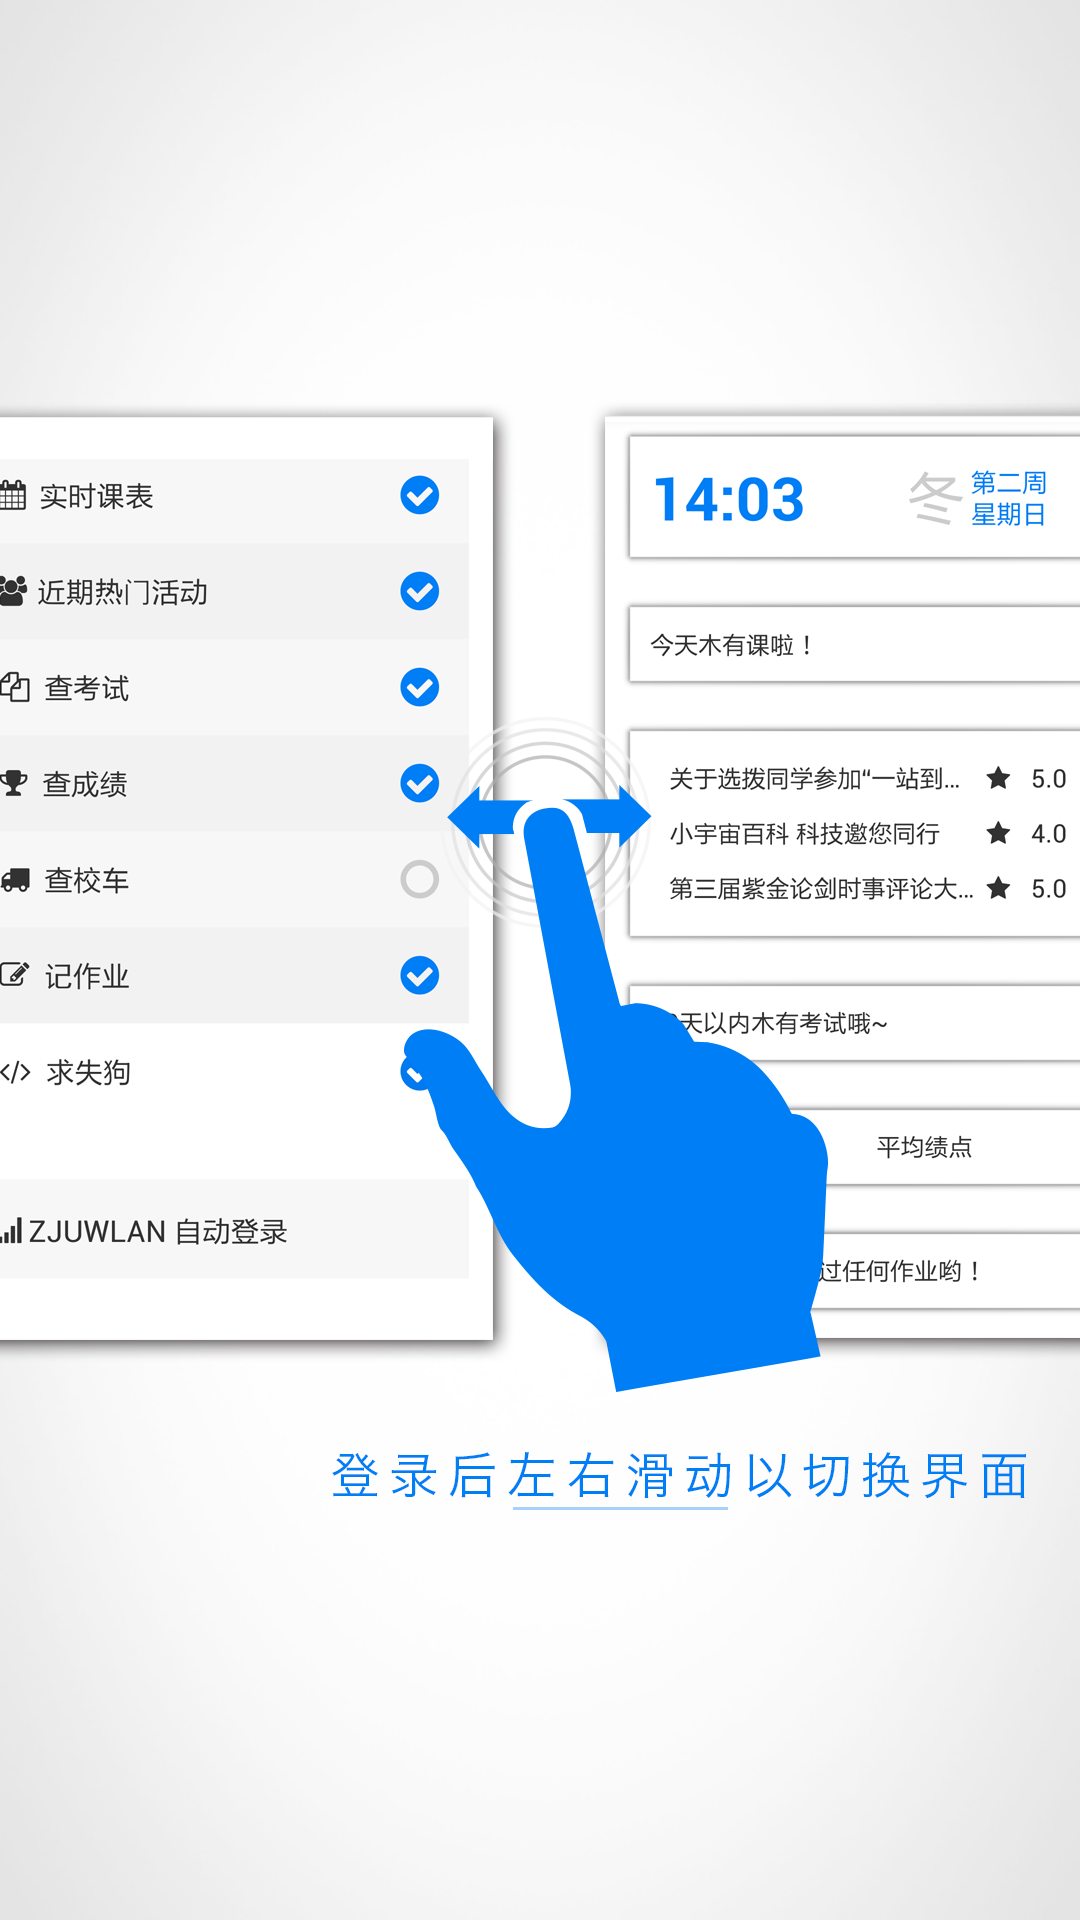 实时课表
近期热门活动
查考试
查成绩
查校车
记作业
求失狗
ZJUWLAN 自动登录
14:03
冬
第二周
星期日
今天木有课啦！
关于选拨同学参加“一站到... 5.0
小宇宙百科 科技邀您同行 4.0
第三届紫金论剑时事评论大... 5.0
天以内木有考试哦~
平均绩点
过任何作业哟！
登录后左右滑动以切换界面